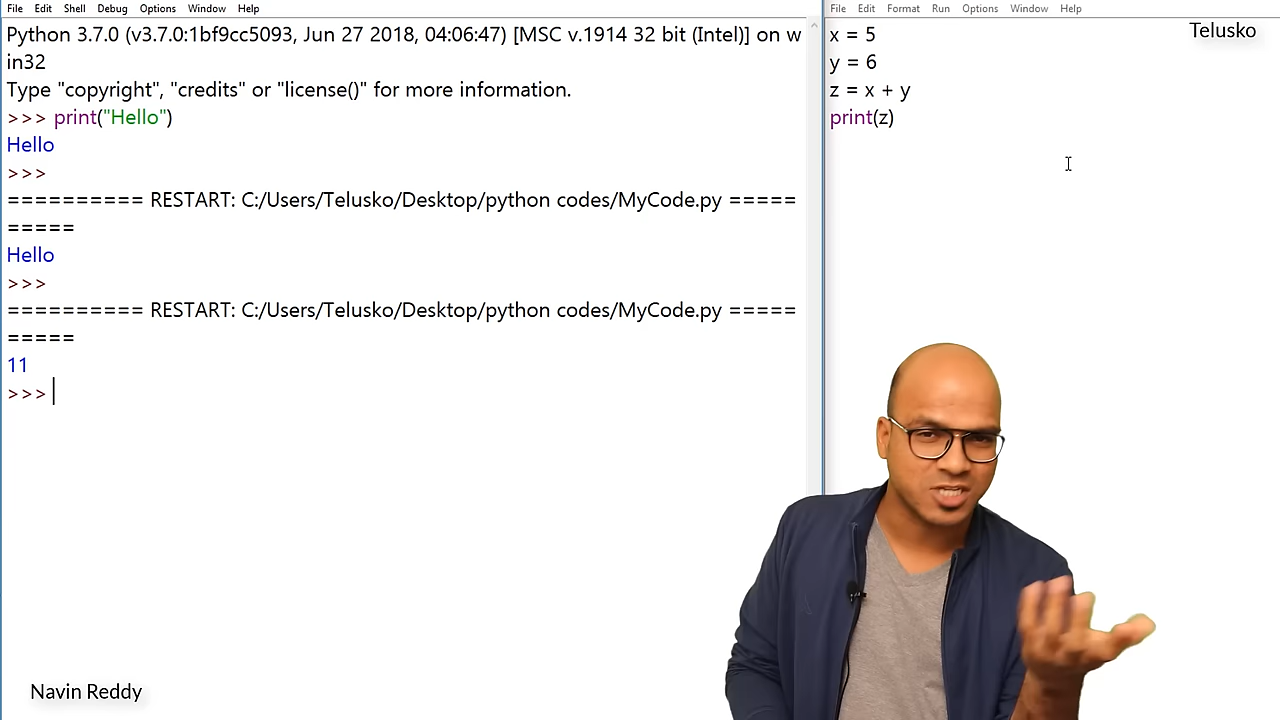 File Edit Shell Debug Options Window Help
Python 3.7.0 (v3.7.0:1bf9cc5093, Jun 27 2018, 04:06:47) [MSC v.1914 32 bit (Intel)] on w
in32
Type "copyright", "credits" or "license()" for more information.
>>> print("Hello")
Hello
>>>
========== RESTART: C:/Users/Telusko/Desktop/python codes/MyCode.py =====
=====
Hello
>>>
========== RESTART: C:/Users/Telusko/Desktop/python codes/MyCode.py =====
=====
11
>>>
File Edit Format Run Options Window Help
Telusko
x = 5
y = 6
z = x + y
print(z)
Navin Reddy